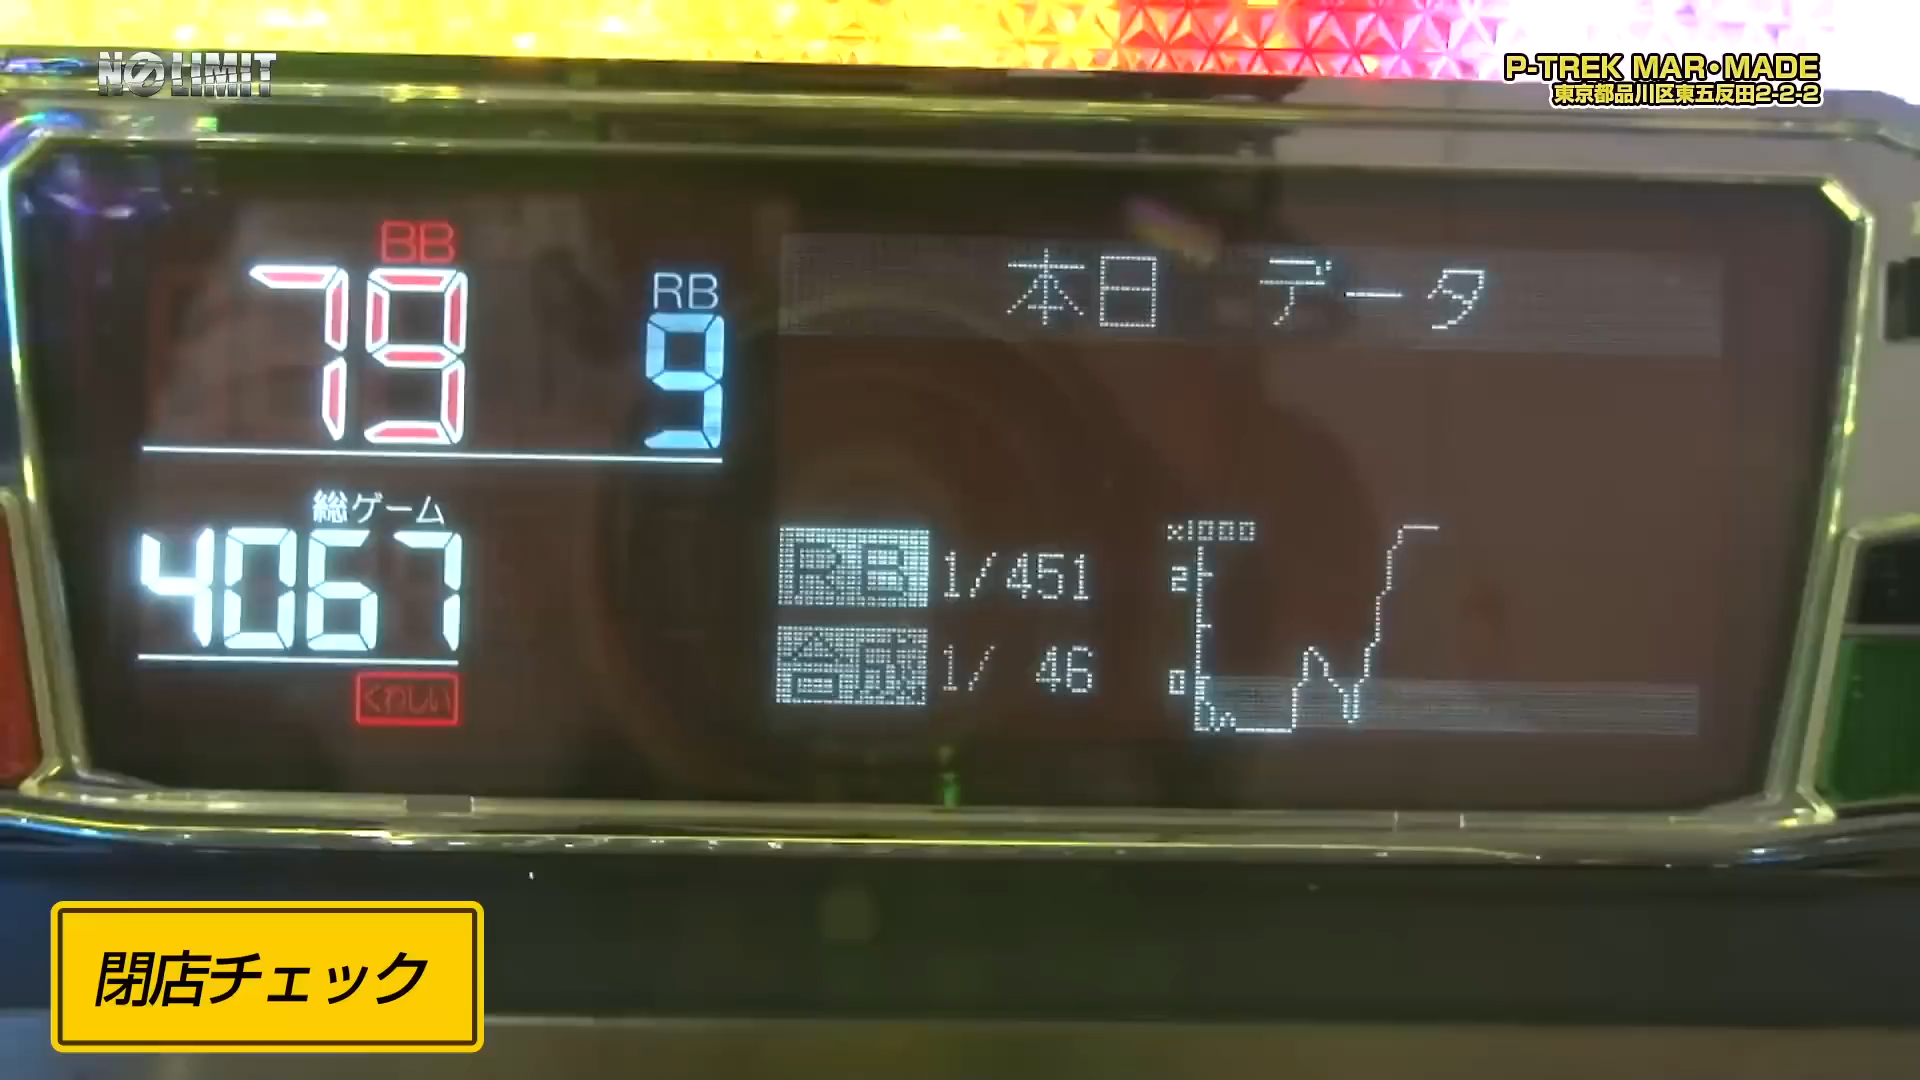 NO LIMIT
P-TREK MAR・MADE
東京都品川区東五反田2-2-2
BB
79
RB
9
本日 データ
総ゲーム
4067
くわしい
RB 1/451
合成 1/ 46
x1000
2
0
閉店チェック